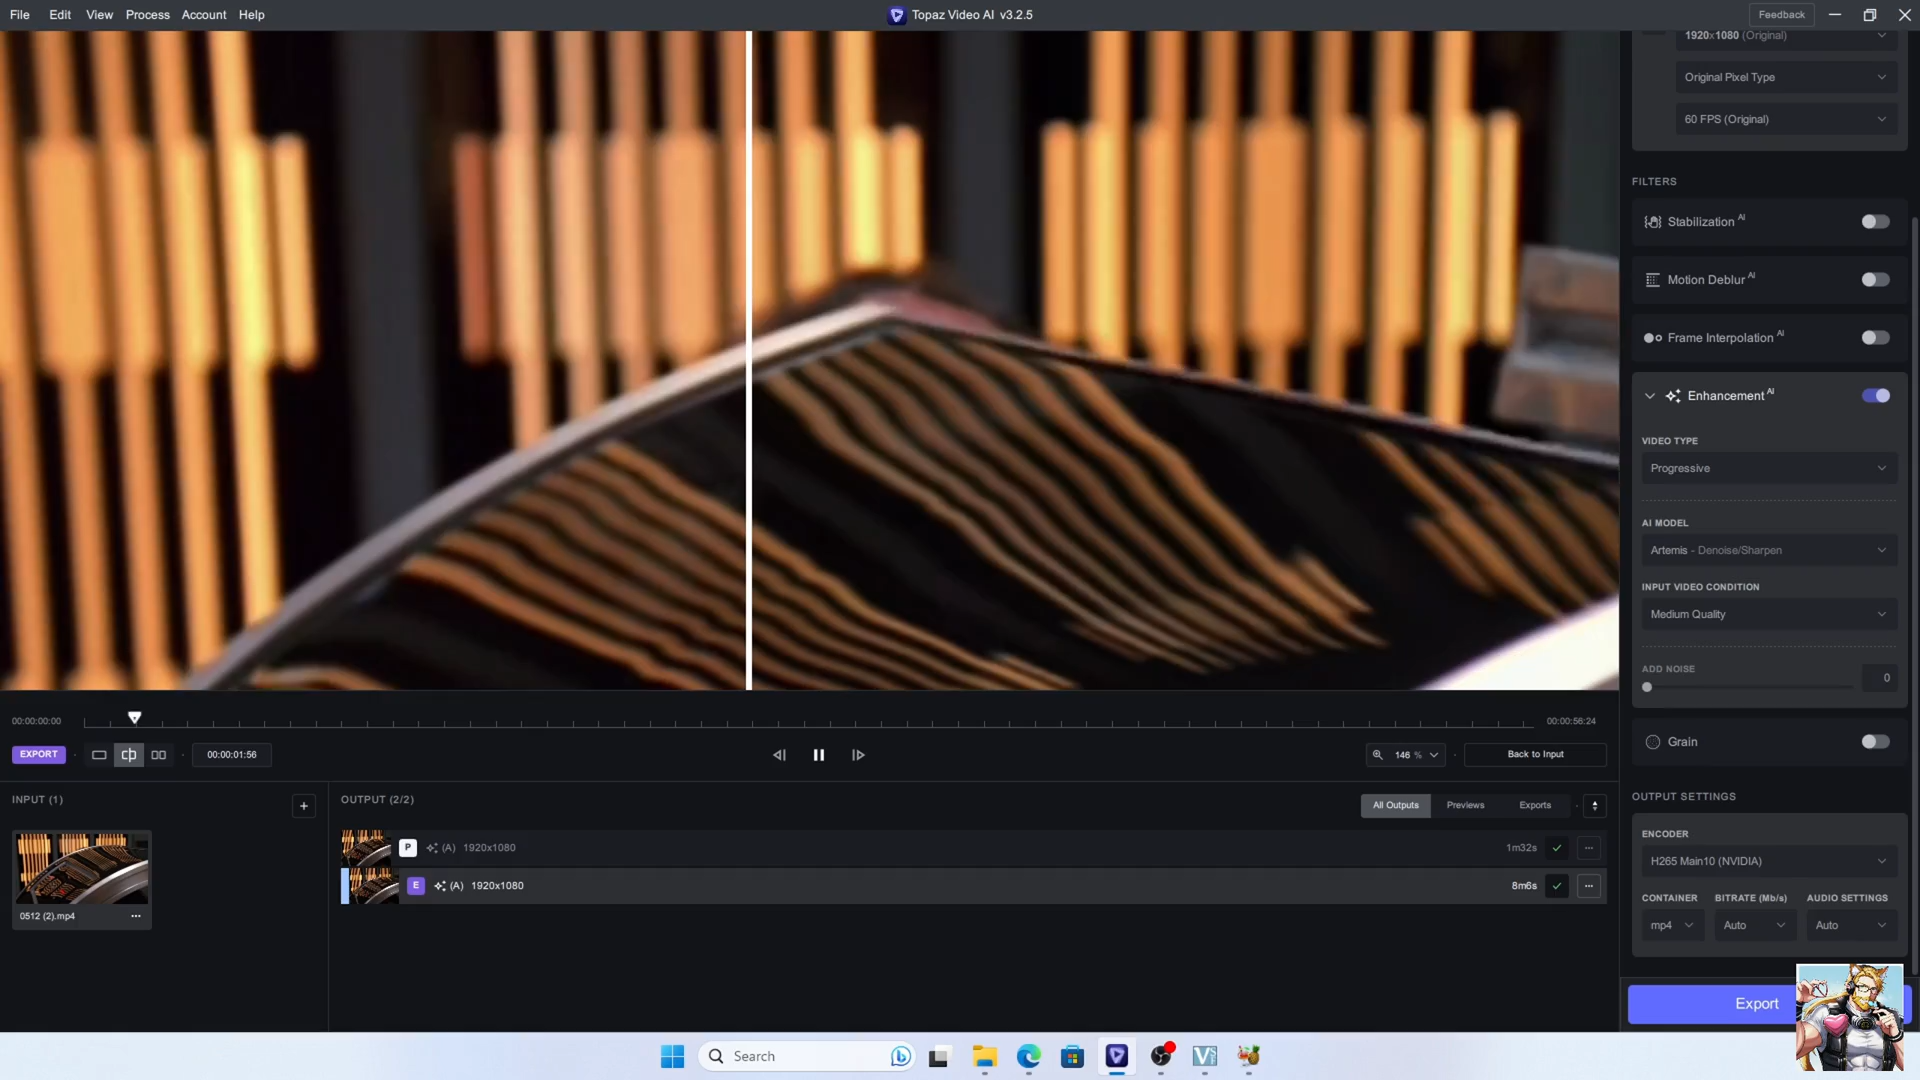 File Edit View Process Account Help
Topaz Video AI v3.2.5
Feedback
1920x1080 (Original)
Original Pixel Type
60 FPS (Original)
FILTERS
Stabilization AI
Motion Deblur AI
Frame Interpolation AI
Enhancement AI
VIDEO TYPE
Progressive
AI MODEL
Artemis - Denoise/Sharpen
INPUT VIDEO CONDITION
Medium Quality
ADD NOISE
0
Grain
OUTPUT SETTINGS
ENCODER
H265 Main10 (NVIDIA)
CONTAINER BITRATE (Mb/s) AUDIO SETTINGS
mp4 Auto Auto
Export
00:00:00:00
00:00:56:24
EXPORT
00:00:01:56
146 %
Back to Input
INPUT (1)
+
0512 (2).mp4
OUTPUT (2/2)
All Outputs Previews Exports
P (A) 1920x1080 1m32s
E (A) 1920x1080 8m6s
Search